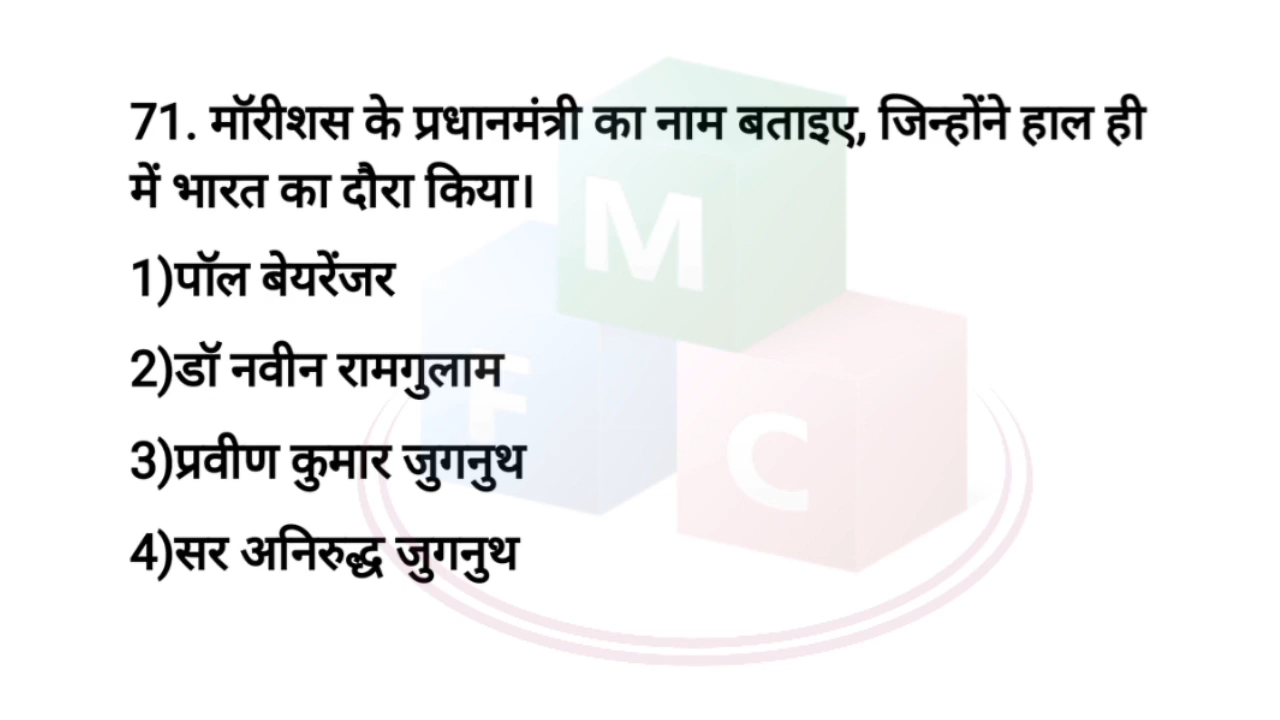 71. मॉरीशस के प्रधानमंत्री का नाम बताइए, जिन्होंने हाल ही
में भारत का दौरा किया।
1)पॉल बेयरेंजर
2)डॉ नवीन रामगुलाम
3)प्रवीण कुमार जुगनुथ
4)सर अनिरुद्ध जुगनुथ
M
F
C